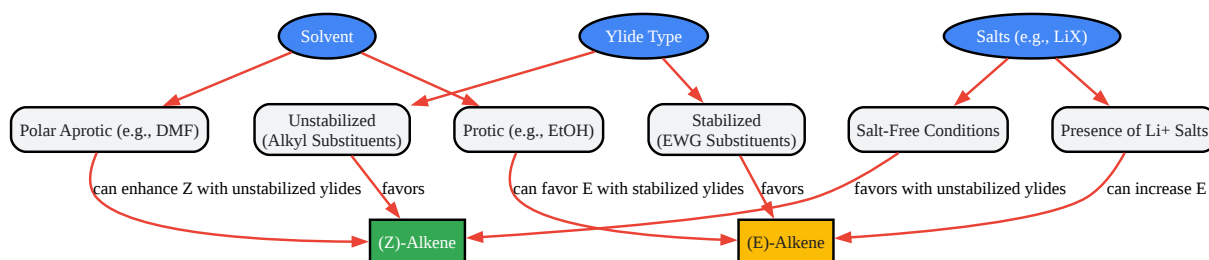 Solvent
Ylide Type
Salts (e.g., LiX)
Polar Aprotic (e.g., DMF)
Unstabilized
(Alkyl Substituents)
Protic (e.g., EtOH)
Stabilized
(EWG Substituents)
Salt-Free Conditions
Presence of Li+ Salts
can enhance Z with unstabilized ylides
favors
can favor E with stabilized ylides
favors
favors with unstabilized ylides
can increase E
(Z)-Alkene
(E)-Alkene